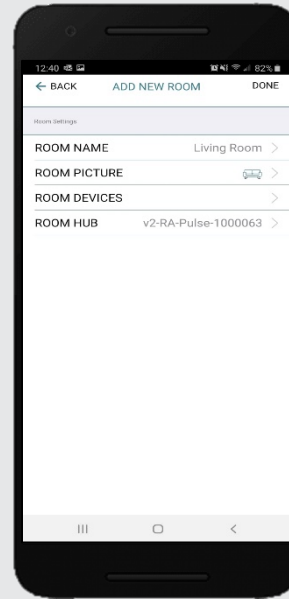 12:40 82%
← BACK ADD NEW ROOM DONE
Room Settings
ROOM NAME Living Room >
ROOM PICTURE >
ROOM DEVICES >
ROOM HUB v2-RA-Pulse-1000063 >